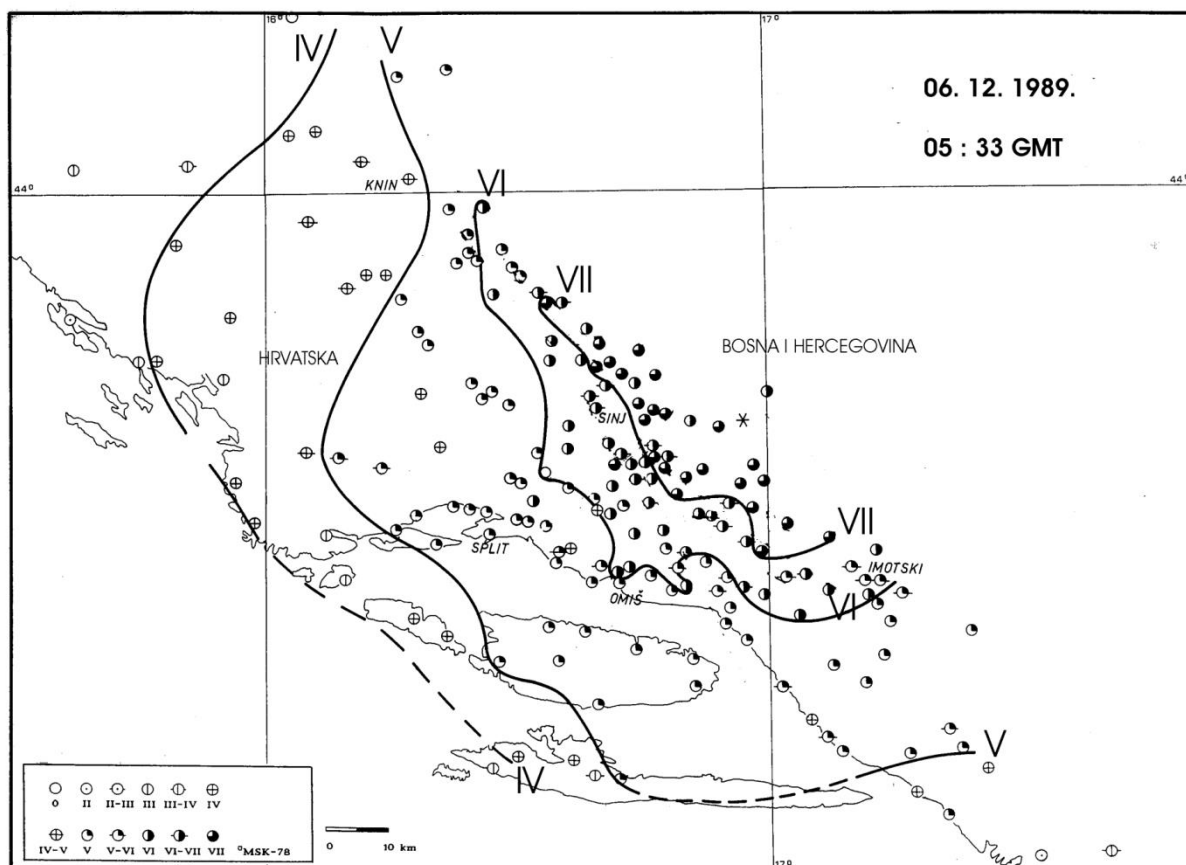 16°
17°
IV
V
06. 12. 1989.
05 : 33 GMT
44°
44°
KNIN
VI
VII
HRVATSKA
BOSNA I HERCEGOVINA
SINJ
VII
SPLIT
IMOTSKI
OMIŠ
VI
V
IV
O II II-III III III-IV IV
IV-V V V-VI VI VI-VII VII °MSK-78
0 10 km
17°